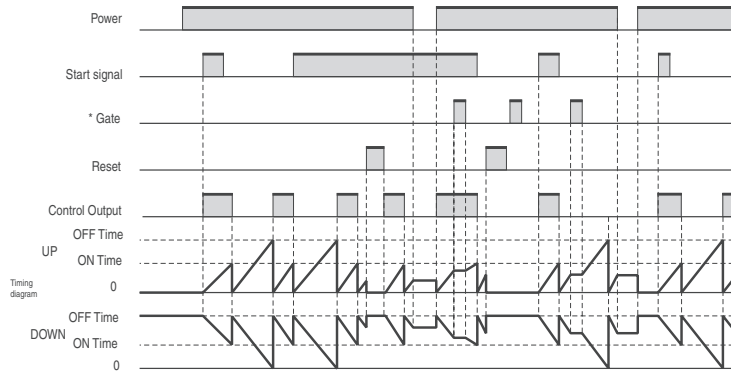 Power
Start signal
* Gate
Reset
Control Output
OFF Time
UP
ON Time
Timing
diagram
0
OFF Time
DOWN
ON Time
0